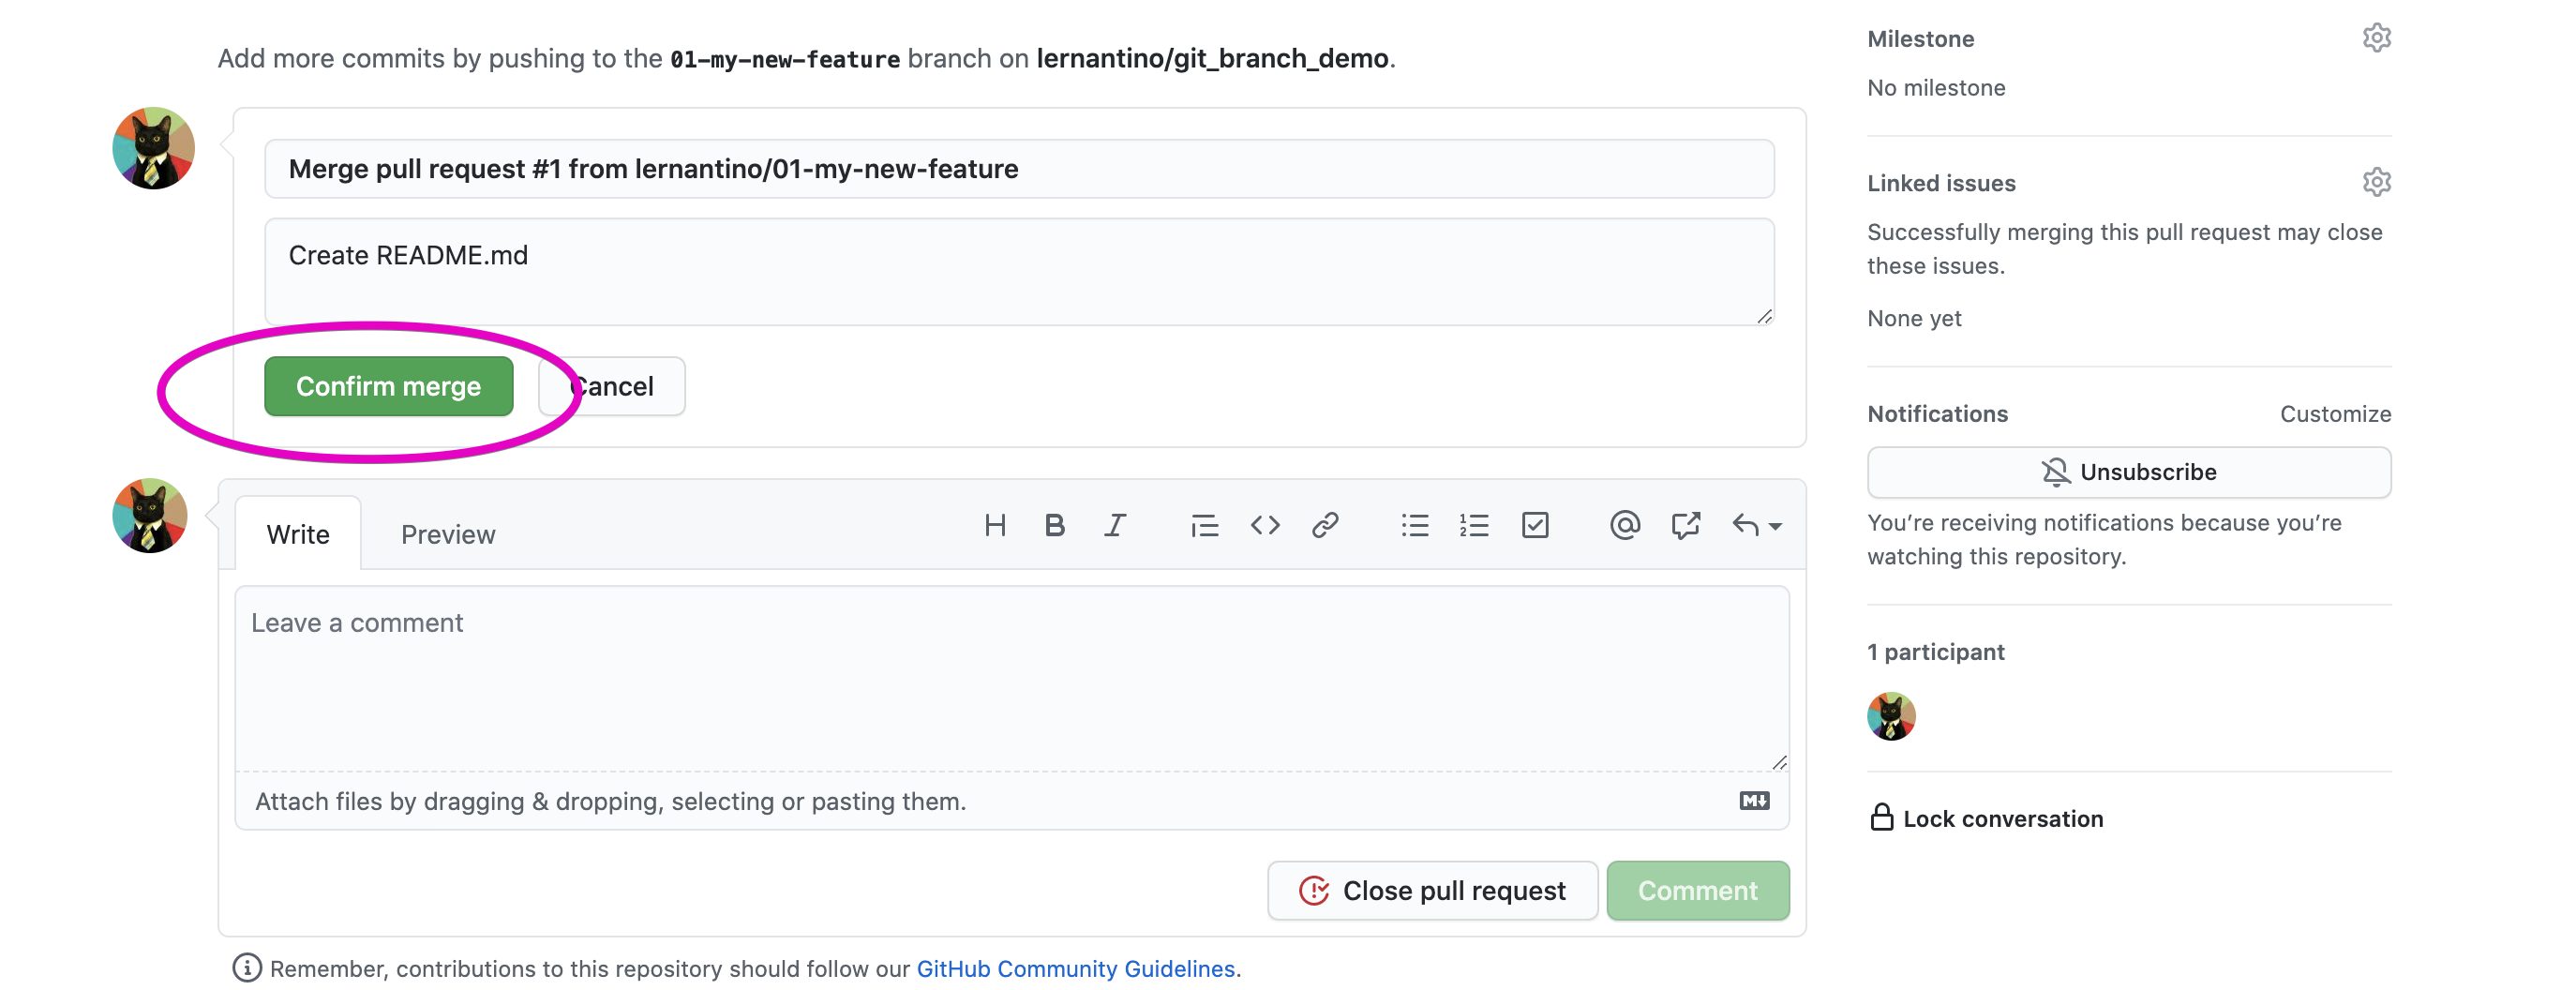 Add more commits by pushing to the 01-my-new-feature branch on lernantino/git_branch_demo.
Merge pull request #1 from lernantino/01-my-new-feature
Create README.md
Confirm merge
Cancel
Write
Preview
Leave a comment
Attach files by dragging & dropping, selecting or pasting them.
Close pull request
Comment
Remember, contributions to this repository should follow our GitHub Community Guidelines.
Milestone
No milestone
Linked issues
Successfully merging this pull request may close
these issues.
None yet
Notifications
Customize
Unsubscribe
You’re receiving notifications because you’re
watching this repository.
1 participant
Lock conversation